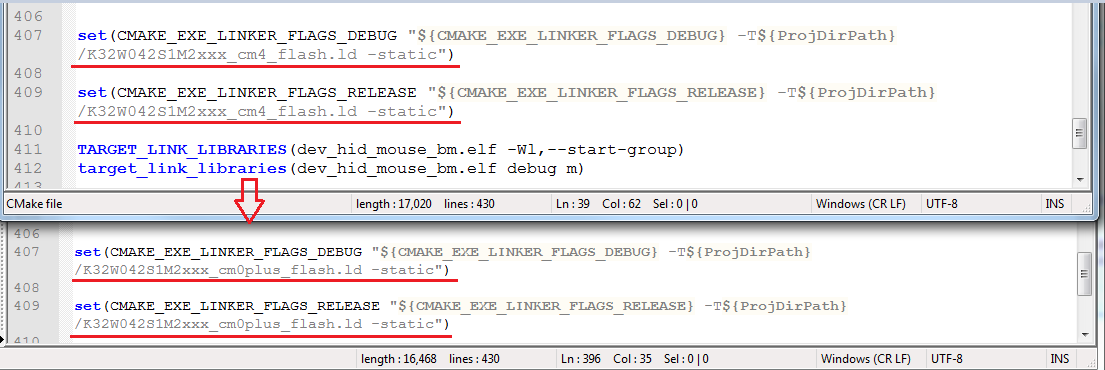 406
407 set(CMAKE_EXE_LINKER_FLAGS_DEBUG "${CMAKE_EXE_LINKER_FLAGS_DEBUG} -T${ProjDirPath}
/K32W042S1M2xxx_cm4_flash.ld -static")
408
409 set(CMAKE_EXE_LINKER_FLAGS_RELEASE "${CMAKE_EXE_LINKER_FLAGS_RELEASE} -T${ProjDirPath}
/K32W042S1M2xxx_cm4_flash.ld -static")
410
411 TARGET_LINK_LIBRARIES(dev_hid_mouse_bm.elf -Wl,--start-group)
412 target_link_libraries(dev_hid_mouse_bm.elf debug m)
413
CMake file length : 17,020 lines : 430 Ln : 39 Col : 62 Sel : 0 | 0 Windows (CR LF) UTF-8 INS
406
407 set(CMAKE_EXE_LINKER_FLAGS_DEBUG "${CMAKE_EXE_LINKER_FLAGS_DEBUG} -T${ProjDirPath}
/K32W042S1M2xxx_cm0plus_flash.ld -static")
408
409 set(CMAKE_EXE_LINKER_FLAGS_RELEASE "${CMAKE_EXE_LINKER_FLAGS_RELEASE} -T${ProjDirPath}
/K32W042S1M2xxx_cm0plus_flash.ld -static")
410
length : 16,468 lines : 430 Ln : 396 Col : 35 Sel : 0 | 0 Windows (CR LF) UTF-8 INS